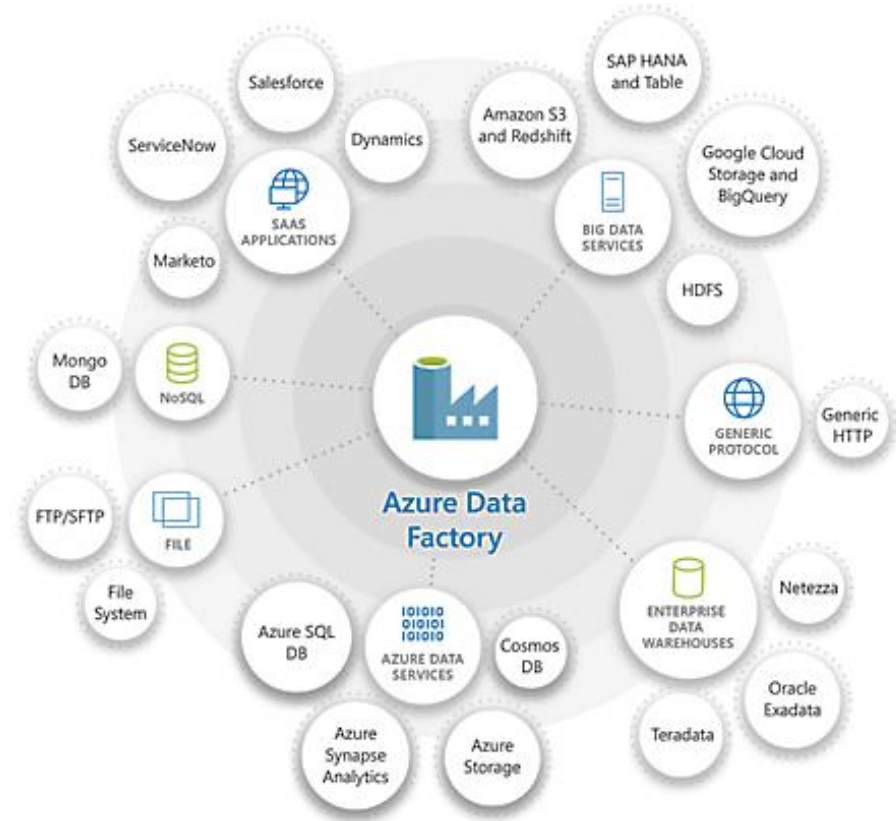 Salesforce
ServiceNow
Dynamics
SAAS
APPLICATIONS
Marketo
SAP HANA
and Table
Amazon S3
and Redshift
Google Cloud
Storage and
BigQuery
BIG DATA
SERVICES
HDFS
Mongo
DB
NoSQL
GENERIC
PROTOCOL
Generic
HTTP
Azure Data
Factory
FTP/SFTP
FILE
File
System
Azure SQL
DB
010101
010101
101010
AZURE DATA
SERVICES
Cosmos
DB
Azure
Synapse
Analytics
Azure
Storage
ENTERPRISE
DATA
WAREHOUSES
Netezza
Oracle
Exadata
Teradata